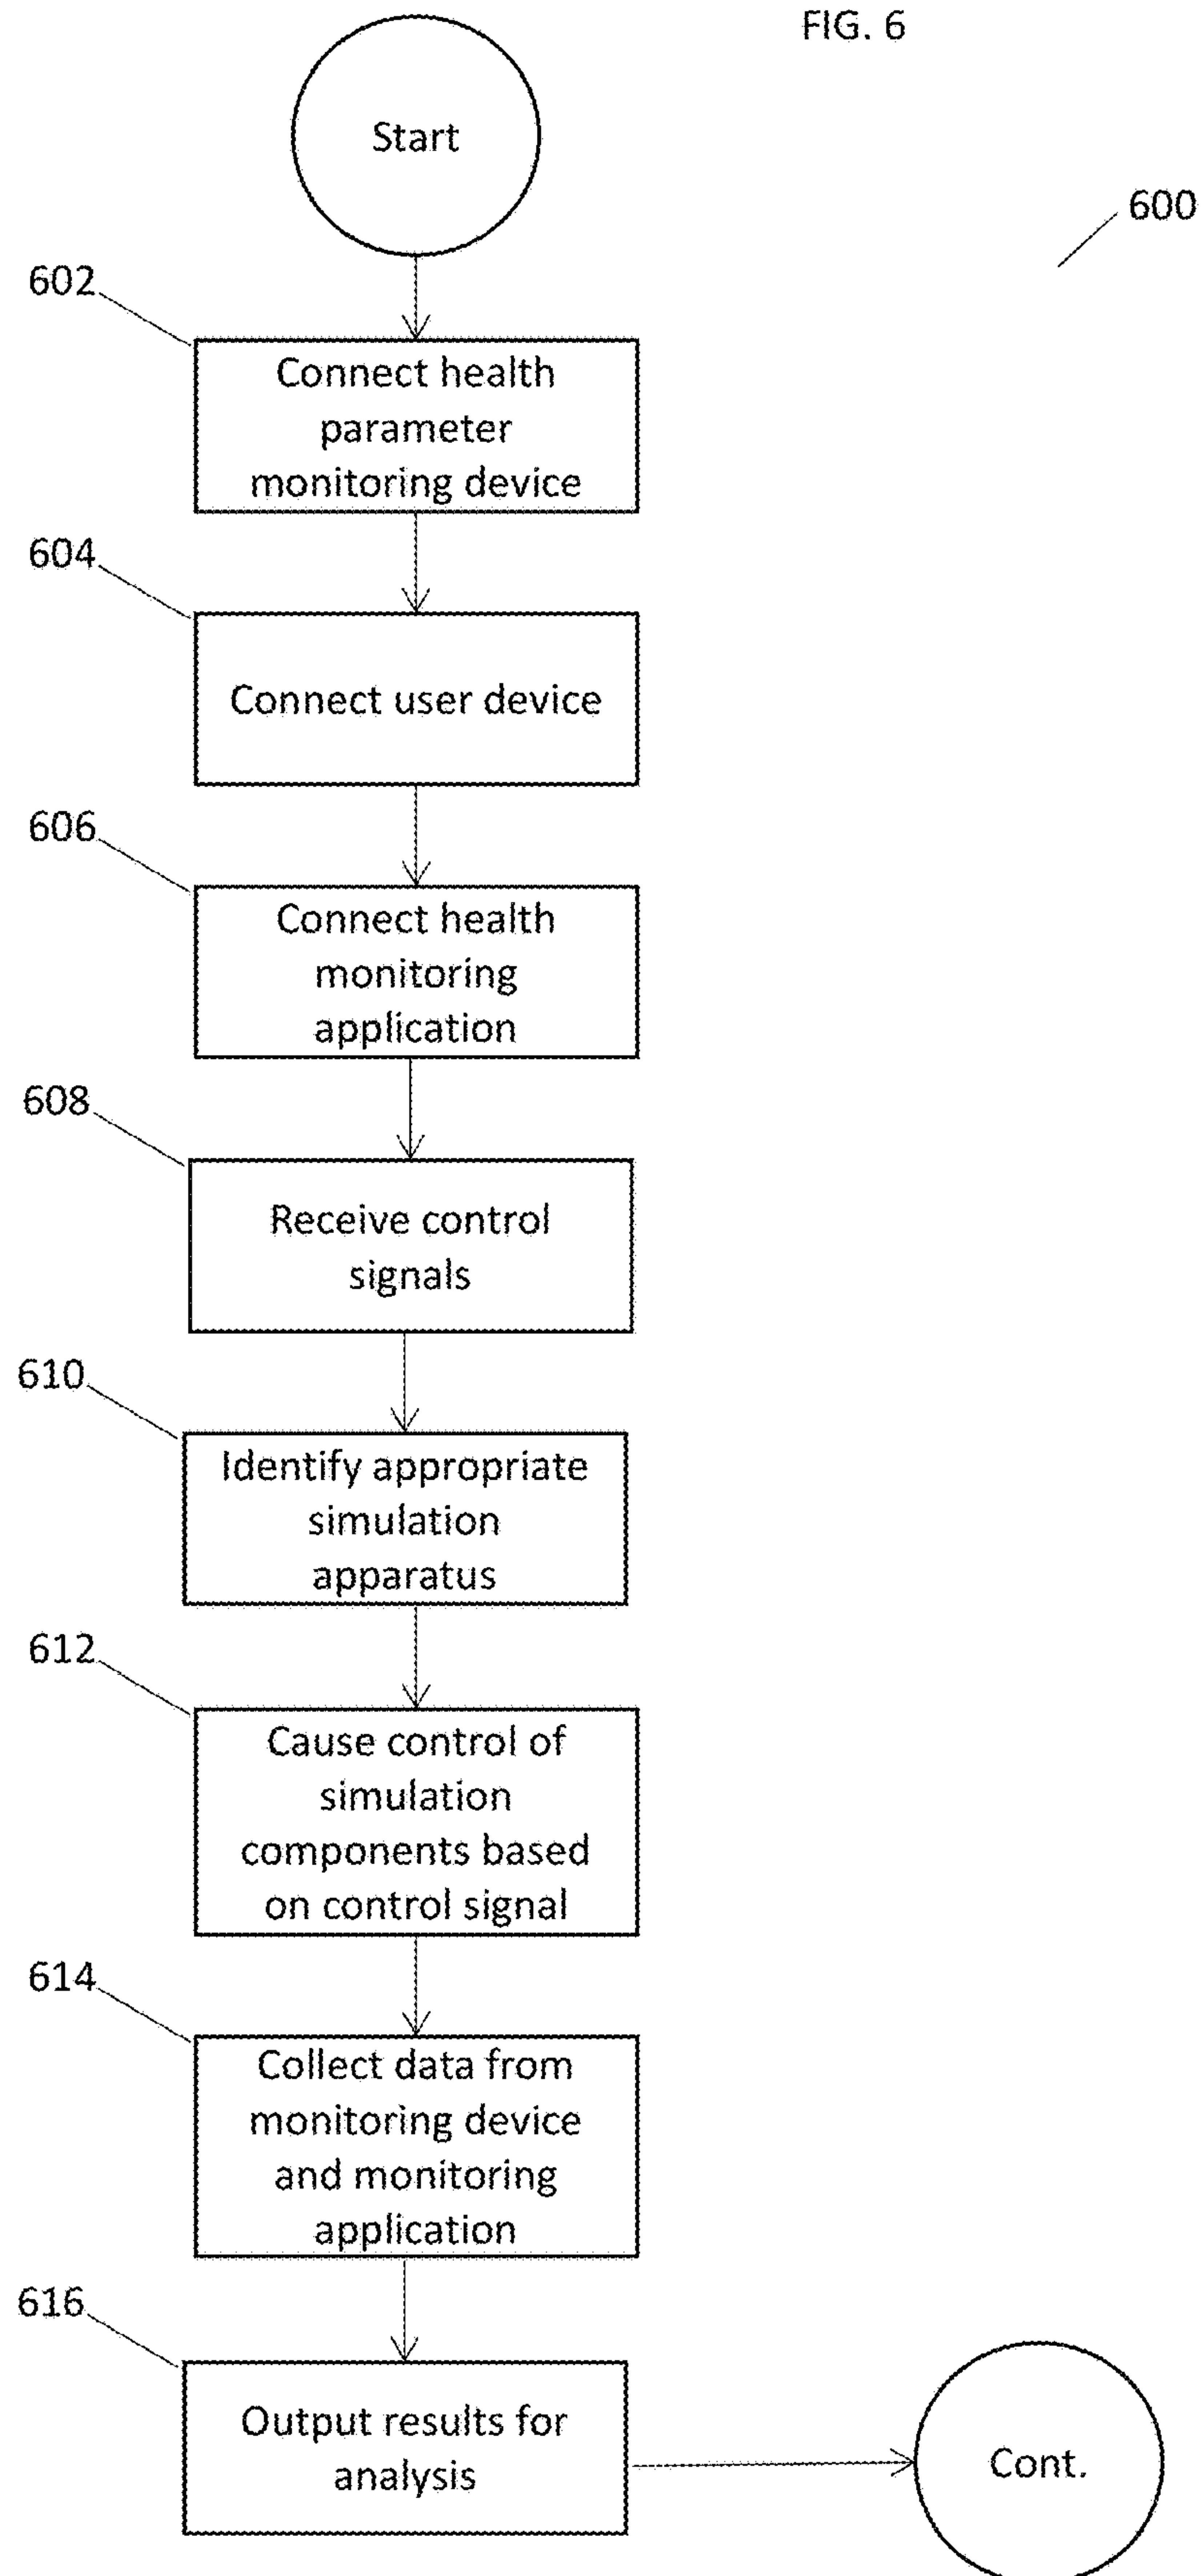 FIG. 6
Start
600
602
Connect health
parameter
monitoring device
604
Connect user device
606
Connect health
monitoring
application
608
Receive control
signals
610
Identify appropriate
simulation
apparatus
612
Cause control of
simulation
components based
on control signal
614
Collect data from
monitoring device
and monitoring
application
616
Output results for
analysis
Cont.